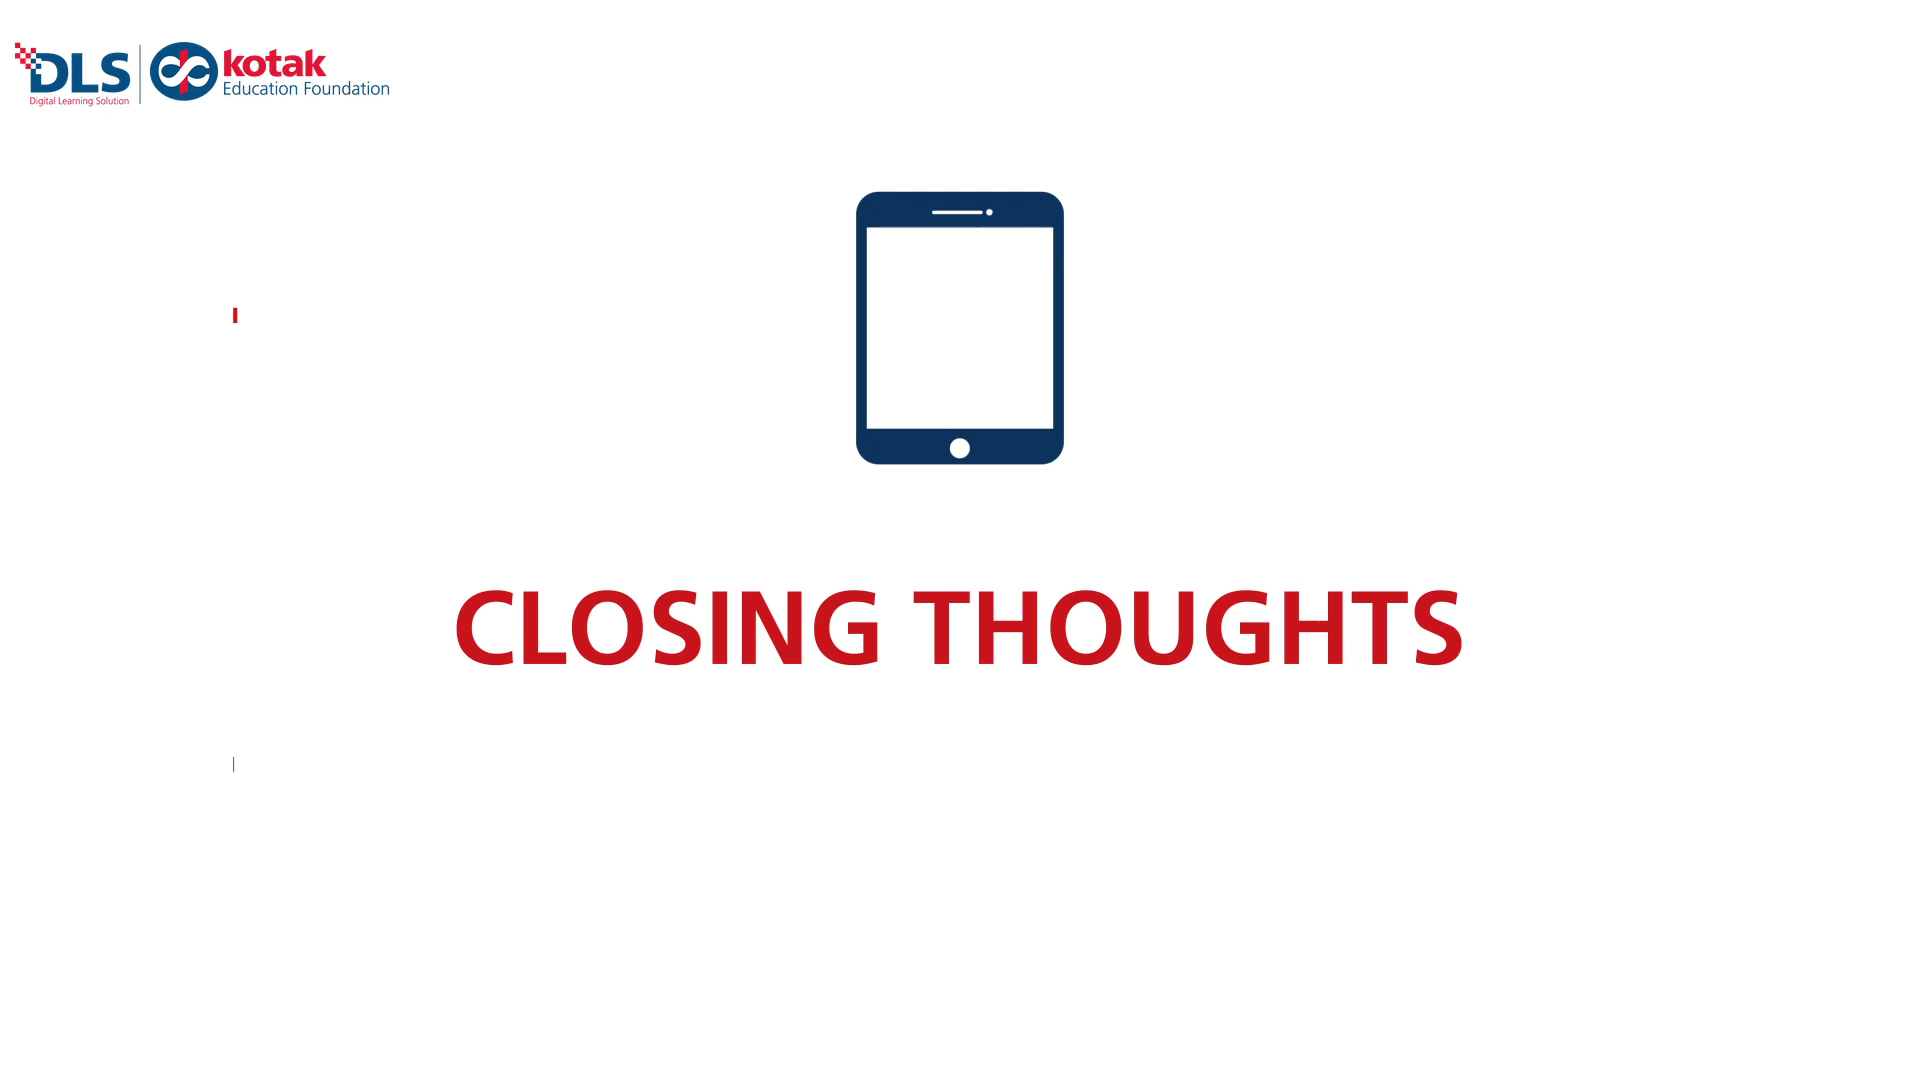 DLS
Digital Learning Solution
kotak
Education Foundation
CLOSING THOUGHTS